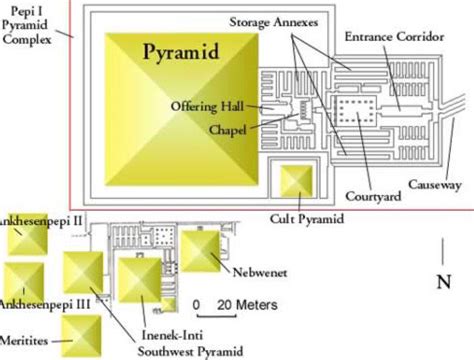 Pepi I
Pyramid
Complex
Storage Annexes
Entrance Corridor
Pyramid
Offering Hall
Chapel
Causeway
Courtyard
Cult Pyramid
Ankhesenpepi II
Nebwenet
N
Ankhesenpepi III
0 20 Meters
Inenek-Inti
Meritites
Southwest Pyramid